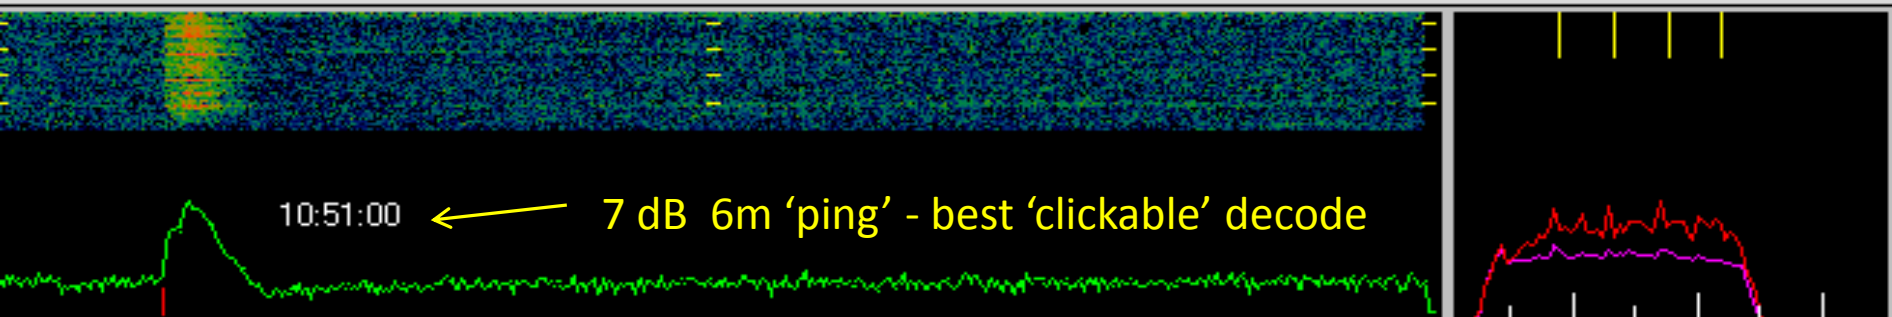 10:51:00
7 dB  6m ‘ping’ - best ‘clickable’ decode